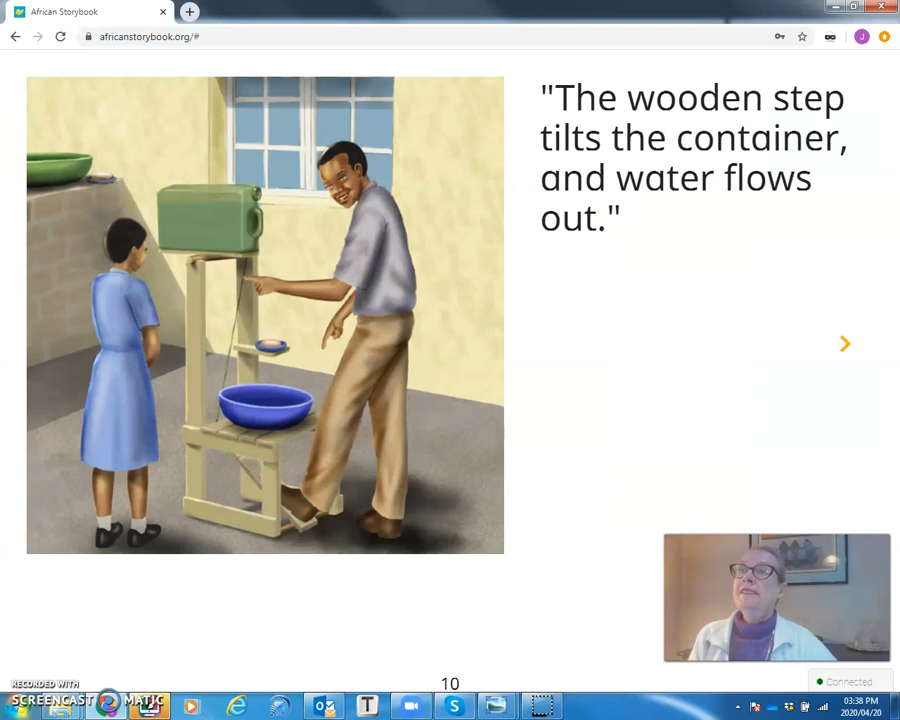 African Storybook
africanstorybook.org/#
J
"The wooden step
tilts the container,
and water flows
out."
10
Connected
RECORDED WITH
SCREENCAST MATIC
T
S
03:38 PM
2020/04/20